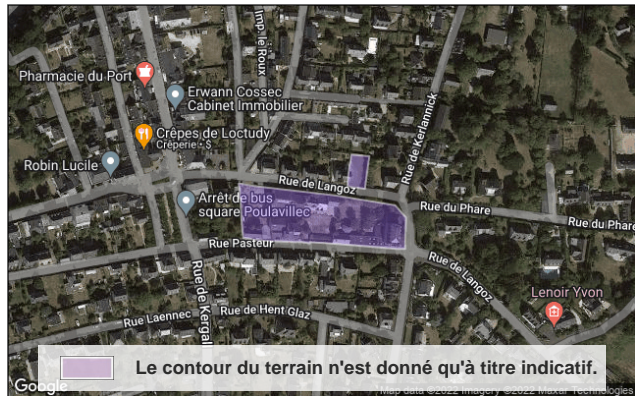 Imp. le Roux
Pharmacie du Port
Erwann Cossec
Cabinet Immobilier
Crêpes de Loctudy
Crêperie • $
Rue de Kerlannick
Robin Lucile
Rue de Langoz
Arrêt de bus
square Poulavillec
Rue du Phare
Rue du Phare
Rue Pasteur
Rue de Langoz
Rue de Kergall
Lenoir Yvon
Rue de Hent Glaz
Rue Laennec
Le contour du terrain n'est donné qu'à titre indicatif.
Google
Map data ©2022 Imagery ©2022 Maxar Technologies